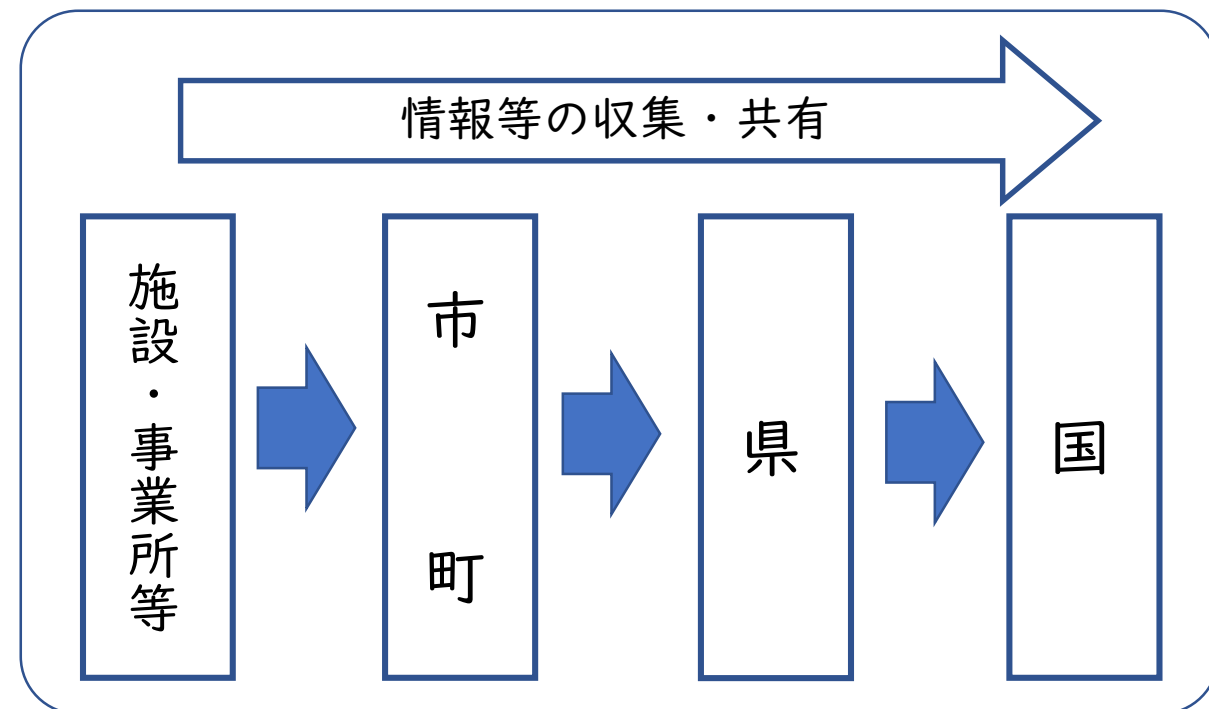 情報等の収集・共有
施設・事業所等
市町
県
国